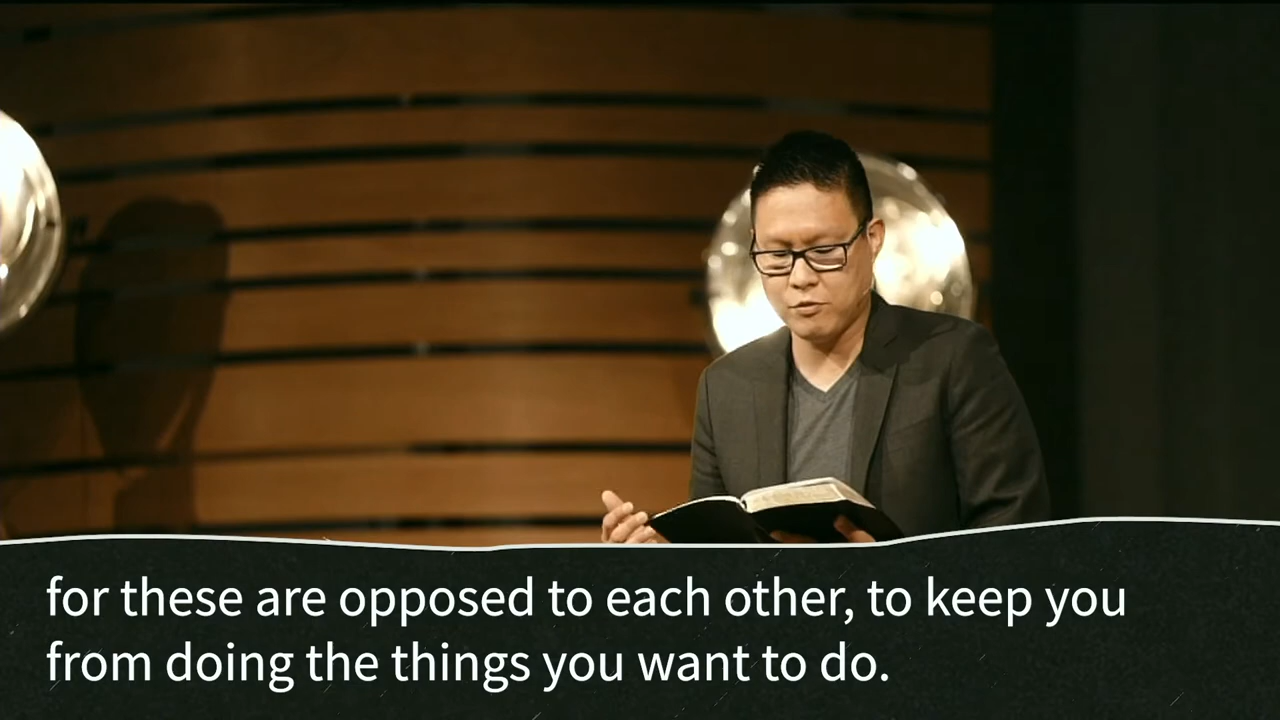 for these are opposed to each other, to keep you
from doing the things you want to do.